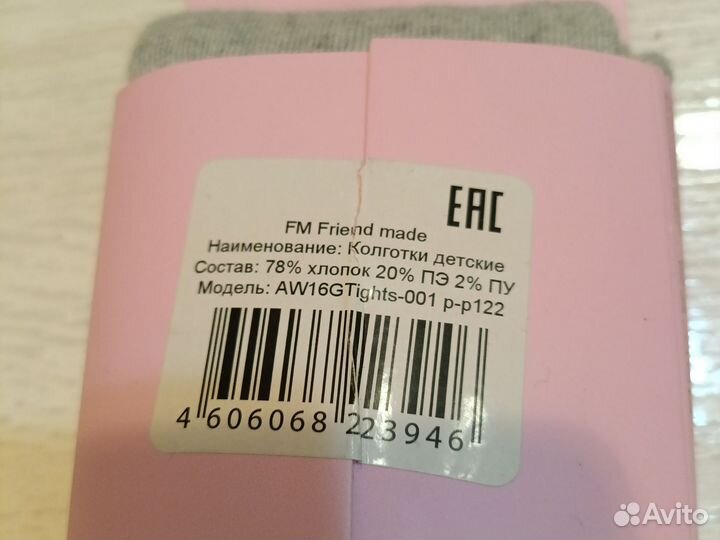 EAC
FM Friend made
Наименование: Колготки детские
Состав: 78% хлопок 20% ПЭ 2% ПУ
Модель: AW16GTights-001 р-р122
4 606068 223946
Avito